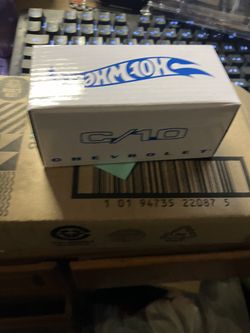 HOT WHEELS
C/10
CHEVROLET
1 01 94735 22087 5